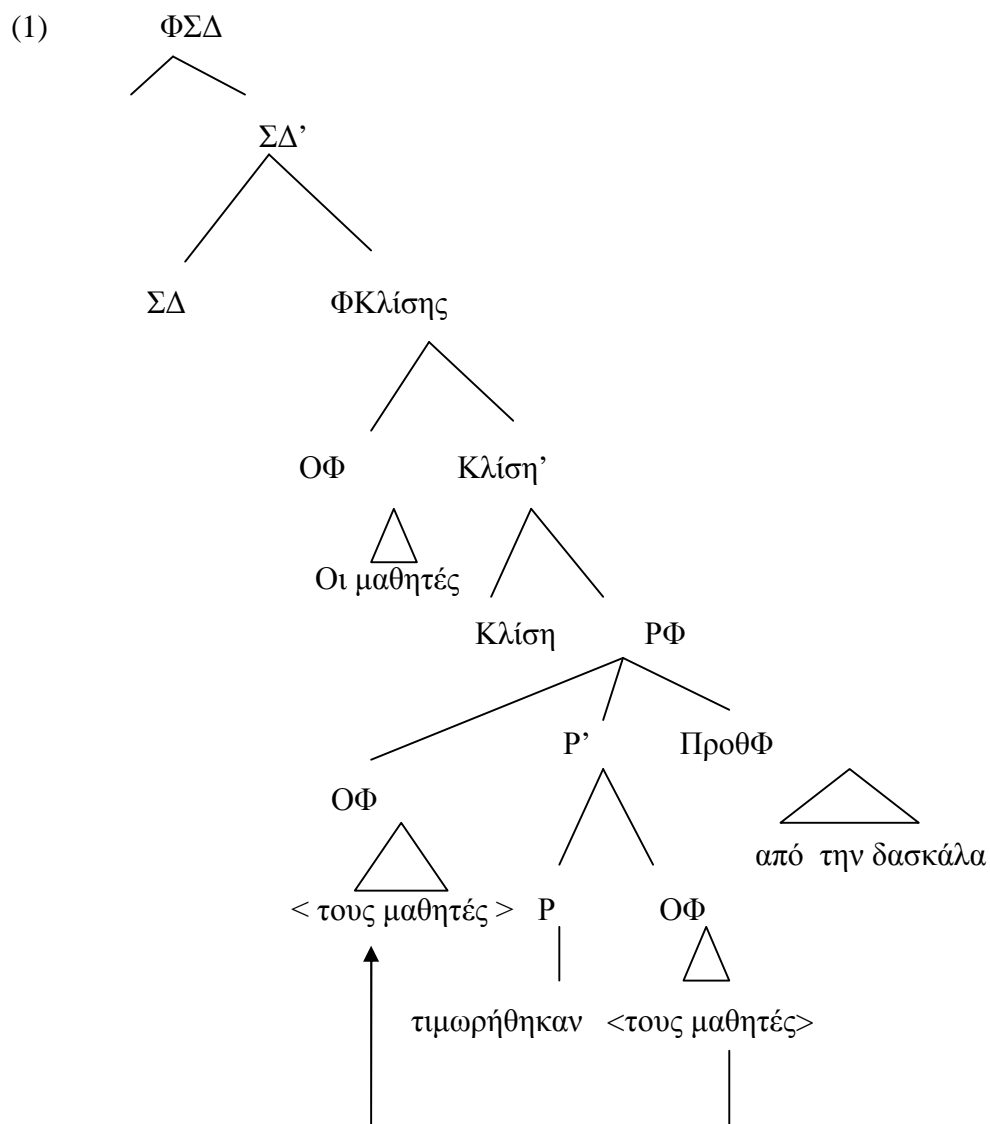 (1) ΦΣΔ
ΣΔ’
ΣΔ ΦΚλίσης
ΟΦ Κλίση’
Οι μαθητές
Κλίση ΡΦ
Ρ’ ΠροθΦ
ΟΦ
από την δασκάλα
< τους μαθητές > Ρ ΟΦ
τιμωρήθηκαν <τους μαθητές>